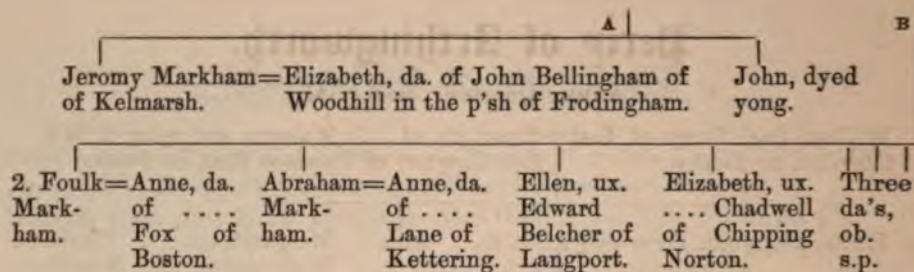 A B
Jeromy Markham=Elizabeth, da. of John Bellingham of John, dyed
of Kelmarsh. Woodhill in the p'sh of Frodingham. yong.
2. Foulk=Anne, da. Abraham=Anne, da. Ellen, ux. Elizabeth, ux. Three
Mark- of .... Mark- of .... Edward .... Chadwell da's,
ham. Fox of ham. Lane of Belcher of of Chipping ob.
Boston. Kettering. Langport. Norton. s.p.